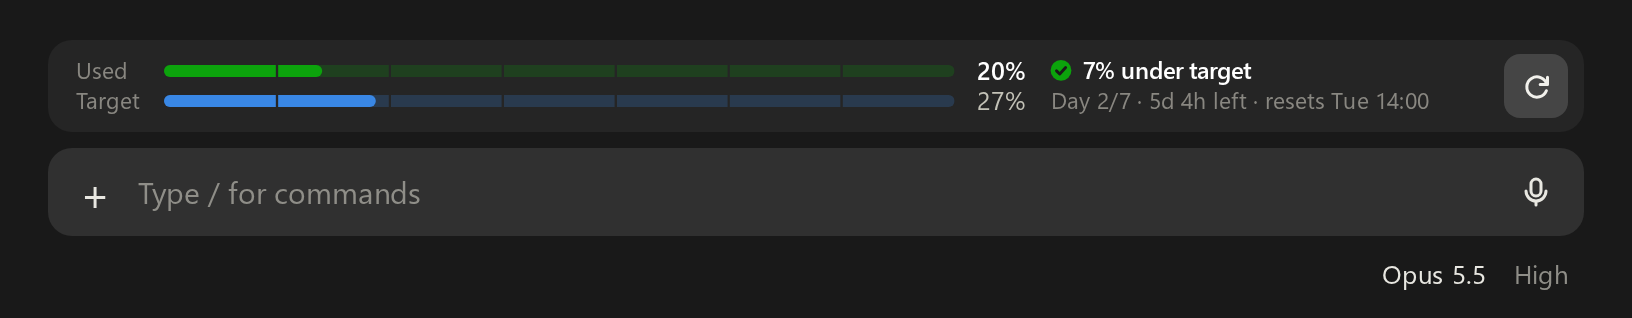 Used 20% 7% under target
Target 27% Day 2/7 · 5d 4h left · resets Tue 14:00
Type / for commands
Opus 5.5 High